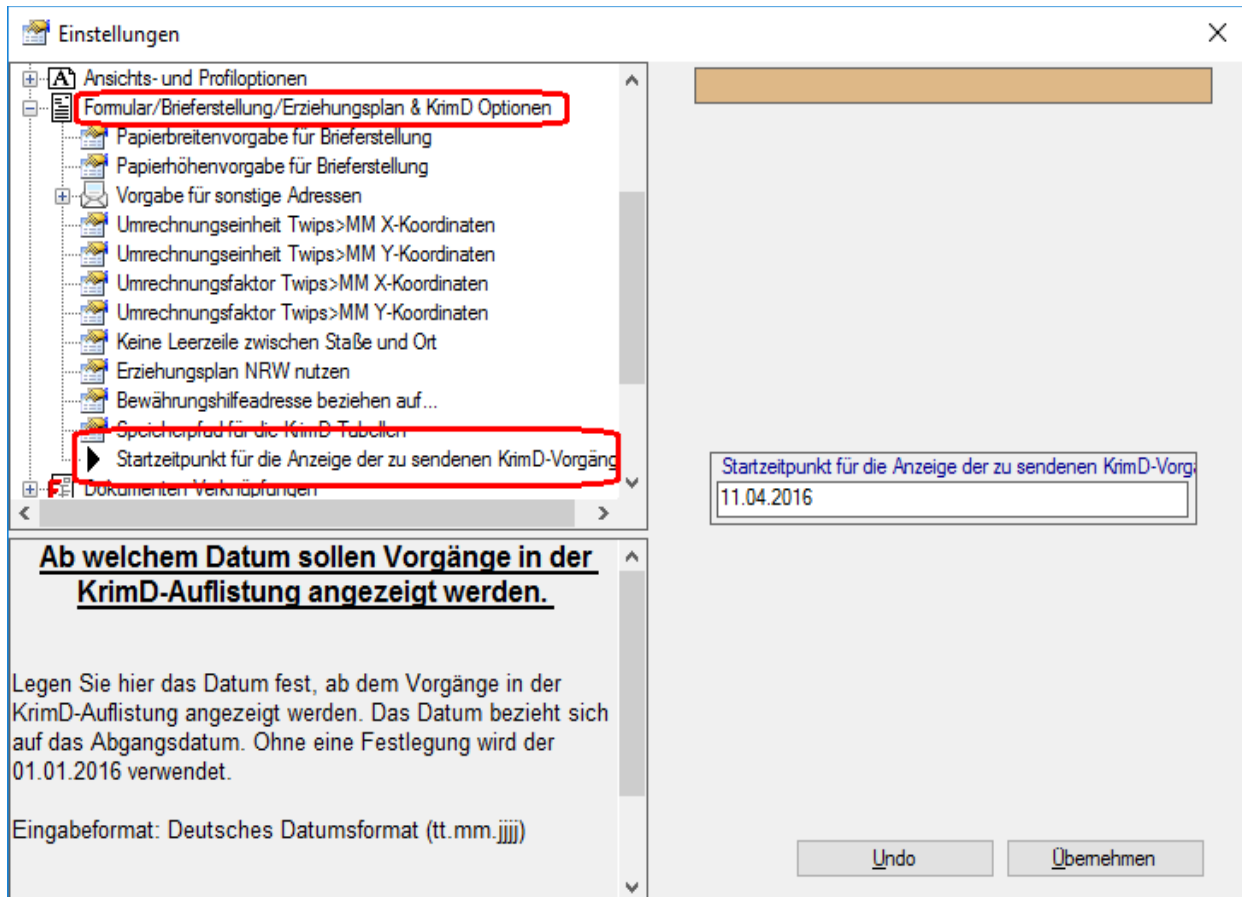 Einstellungen
Ansichts- und Profiloptionen
Formular/Brieferstellung/Erziehungsplan & KrimD Optionen
Papierbreitenvorgabe für Brieferstellung
Papierhöhenvorgabe für Brieferstellung
Vorgabe für sonstige Adressen
Umrechnungseinheit Twips>MM X-Koordinaten
Umrechnungseinheit Twips>MM Y-Koordinaten
Umrechnungsfaktor Twips>MM X-Koordinaten
Umrechnungsfaktor Twips>MM Y-Koordinaten
Keine Leerzeile zwischen Staße und Ort
Erziehungsplan NRW nutzen
Bewährungshilfeadresse beziehen auf...
Speicherpfad für die KrimD-Tabellen
Startzeitpunkt für die Anzeige der zu sendenen KrimD-Vorgäng
Dokumenten Verknüpfungen
Ab welchem Datum sollen Vorgänge in der
KrimD-Auflistung angezeigt werden.
Legen Sie hier das Datum fest, ab dem Vorgänge in der
KrimD-Auflistung angezeigt werden. Das Datum bezieht sich
auf das Abgangsdatum. Ohne eine Festlegung wird der
01.01.2016 verwendet.
Eingabeformat: Deutsches Datumsformat (tt.mm.jjjj)
Startzeitpunkt für die Anzeige der zu sendenen KrimD-Vorgä
11.04.2016
Undo
Übernehmen